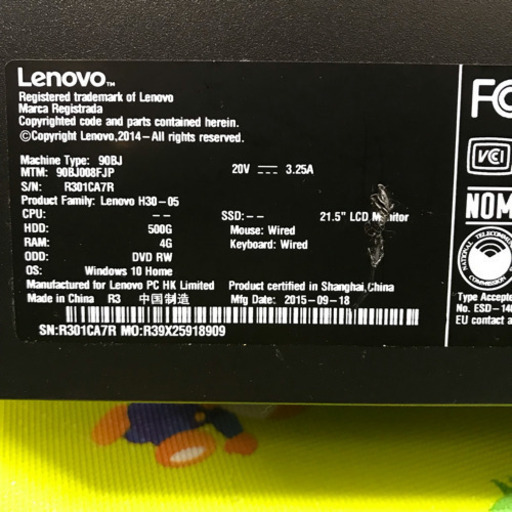 Lenovo™
Registered trademark of Lenovo
Marca Registrada
Copyrighted code and parts contained herein.
©Copyright Lenovo,2014–All rights reserved.
Machine Type: 90BJ
MTM: 90BJ008FJP 20V 3.25A
S/N: R301CA7R
Product Family: Lenovo H30-05
CPU: -- SSD: -- 21.5" LCD Monitor
HDD: 500G Mouse: Wired
RAM: 4G Keyboard: Wired
ODD: DVD RW
OS: Windows 10 Home
Manufactured for Lenovo PC HK Limited Product certified in Shanghai,China
Made in China R3 中国制造 Mfg Date: 2015-09-18
SN:R301CA7R MO:R39X25918909
FC
VCI
NOM
Type Accepte
No. ESD-14
EU contact a